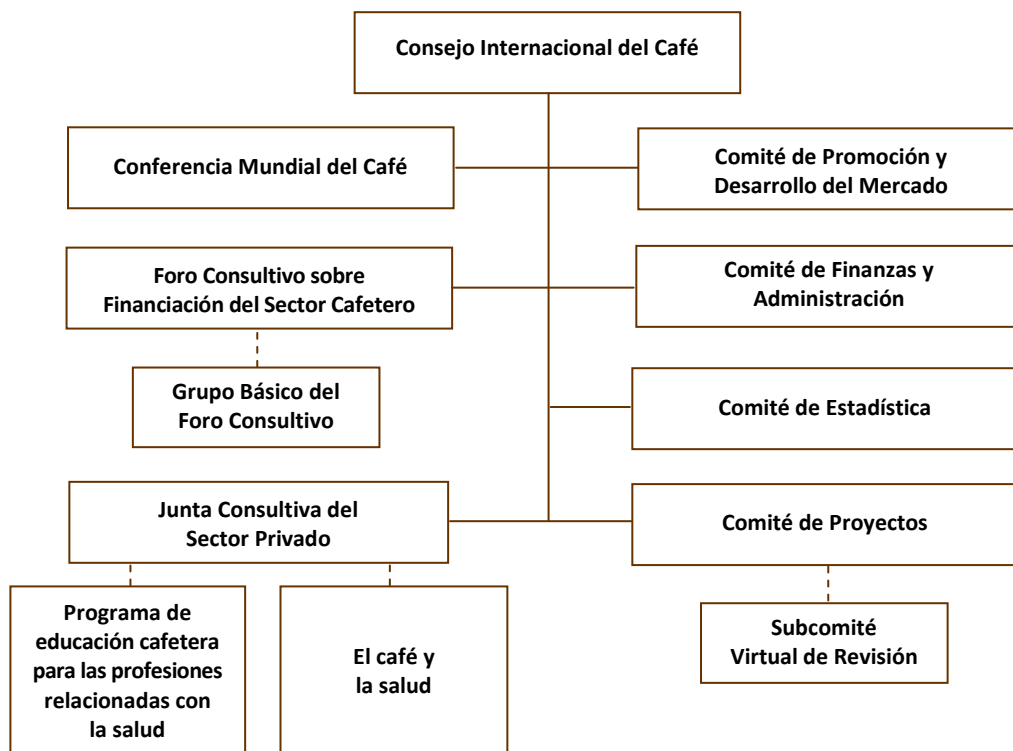 Consejo Internacional del Café
Conferencia Mundial del Café
Comité de Promoción y
Desarrollo del Mercado
Foro Consultivo sobre
Financiación del Sector Cafetero
Comité de Finanzas y
Administración
Grupo Básico del
Foro Consultivo
Comité de Estadística
Junta Consultiva del
Sector Privado
Comité de Proyectos
Programa de
educación cafetera
para las profesiones
relacionadas con
la salud
El café y
la salud
Subcomité
Virtual de Revisión